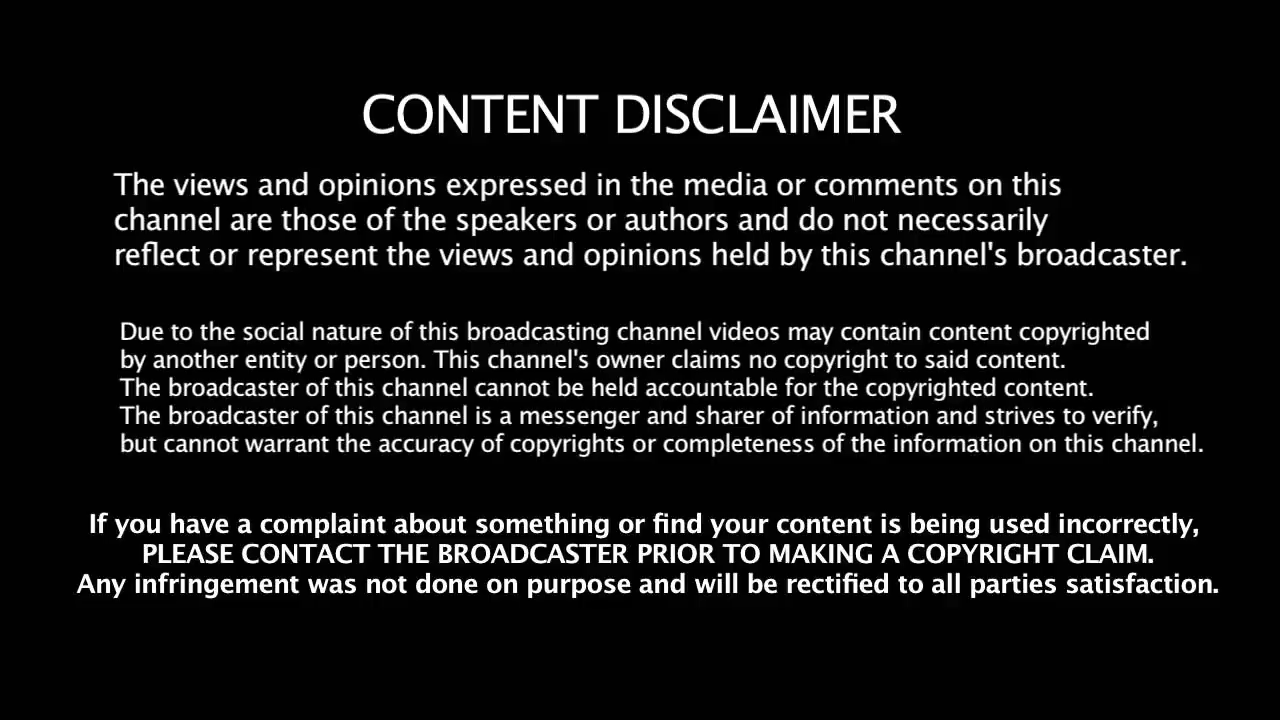 CONTENT DISCLAIMER
The views and opinions expressed in the media or comments on this
channel are those of the speakers or authors and do not necessarily
reflect or represent the views and opinions held by this channel's broadcaster.
Due to the social nature of this broadcasting channel videos may contain content copyrighted
by another entity or person. This channel's owner claims no copyright to said content.
The broadcaster of this channel cannot be held accountable for the copyrighted content.
The broadcaster of this channel is a messenger and sharer of information and strives to verify,
but cannot warrant the accuracy of copyrights or completeness of the information on this channel.
If you have a complaint about something or find your content is being used incorrectly,
PLEASE CONTACT THE BROADCASTER PRIOR TO MAKING A COPYRIGHT CLAIM.
Any infringement was not done on purpose and will be rectified to all parties satisfaction.